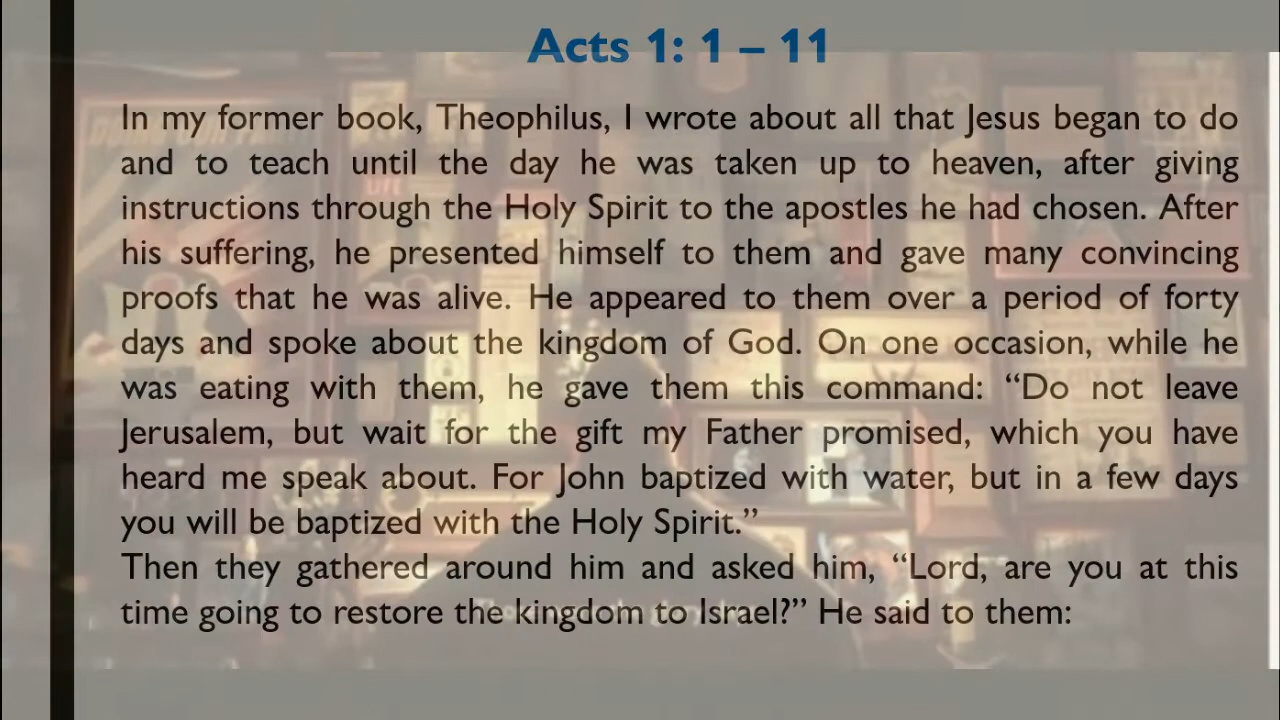 Acts 1: 1 – 11
In my former book, Theophilus, I wrote about all that Jesus began to do
and to teach until the day he was taken up to heaven, after giving
instructions through the Holy Spirit to the apostles he had chosen. After
his suffering, he presented himself to them and gave many convincing
proofs that he was alive. He appeared to them over a period of forty
days and spoke about the kingdom of God. On one occasion, while he
was eating with them, he gave them this command: “Do not leave
Jerusalem, but wait for the gift my Father promised, which you have
heard me speak about. For John baptized with water, but in a few days
you will be baptized with the Holy Spirit.”
Then they gathered around him and asked him, “Lord, are you at this
time going to restore the kingdom to Israel?” He said to them: